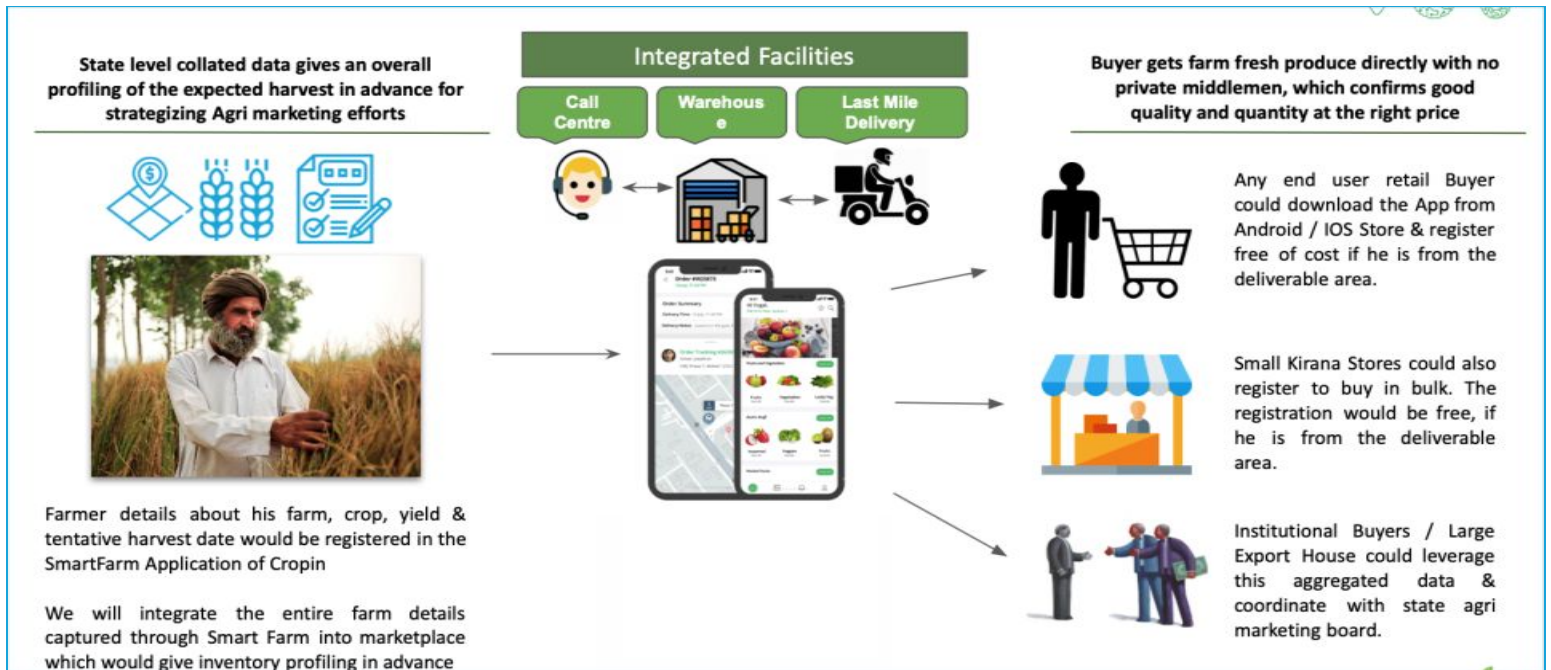 State level collated data gives an overall
profiling of the expected harvest in advance for
strategizing Agri marketing efforts
Farmer details about his farm, crop, yield &
tentative harvest date would be registered in the
SmartFarm Application of Cropin
We will integrate the entire farm details
captured through Smart Farm into marketplace
which would give inventory profiling in advance
Integrated Facilities
Call
Centre
Warehous
e
Last Mile
Delivery
Order Summary
Fruits
Vegetables
Veggies
Fruits
Buyer gets farm fresh produce directly with no
private middlemen, which confirms good
quality and quantity at the right price
Any end user retail Buyer
could download the App from
Android / IOS Store & register
free of cost if he is from the
deliverable area.
Small Kirana Stores could also
register to buy in bulk. The
registration would be free, if
he is from the deliverable
area.
Institutional Buyers / Large
Export House could leverage
this aggregated data &
coordinate with state agri
marketing board.